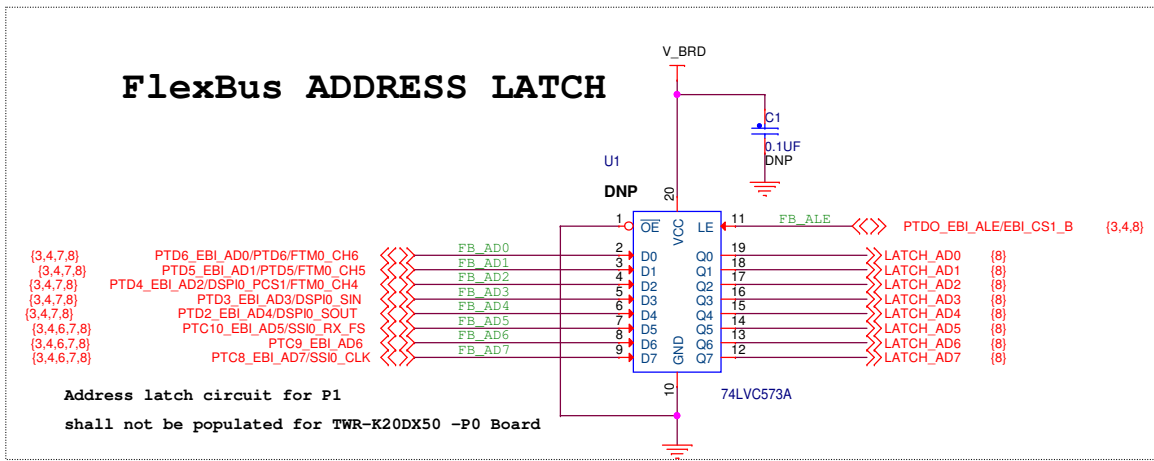 V_BRD
FlexBus ADDRESS LATCH
C1
0.1UF
DNP
U1
DNP
20
1 OE VCC LE 11 FB_ALE PTDO_EBI_ALE/EBI_CS1_B {3,4,8}
{3,4,7,8} PTD6_EBI_AD0/PTD6/FTM0_CH6 FB_AD0 2 D0 Q0 19 LATCH_AD0 {8}
{3,4,7,8} PTD5_EBI_AD1/PTD5/FTM0_CH5 FB_AD1 3 D1 Q1 18 LATCH_AD1 {8}
{3,4,7,8} PTD4_EBI_AD2/DSPI0_PCS1/FTM0_CH4 FB_AD2 4 D2 Q2 17 LATCH_AD2 {8}
{3,4,7,8} PTD3_EBI_AD3/DSPI0_SIN FB_AD3 5 D3 Q3 16 LATCH_AD3 {8}
{3,4,7,8} PTD2_EBI_AD4/DSPI0_SOUT FB_AD4 6 D4 Q4 15 LATCH_AD4 {8}
{3,4,6,7,8} PTC10_EBI_AD5/SSI0_RX_FS FB_AD5 7 D5 Q5 14 LATCH_AD5 {8}
{3,4,6,7,8} PTC9_EBI_AD6 FB_AD6 8 D6 Q6 13 LATCH_AD6 {8}
{3,4,6,7,8} PTC8_EBI_AD7/SSI0_CLK FB_AD7 9 D7 GND Q7 12 LATCH_AD7 {8}
10
74LVC573A
Address latch circuit for P1
shall not be populated for TWR-K20DX50 -P0 Board